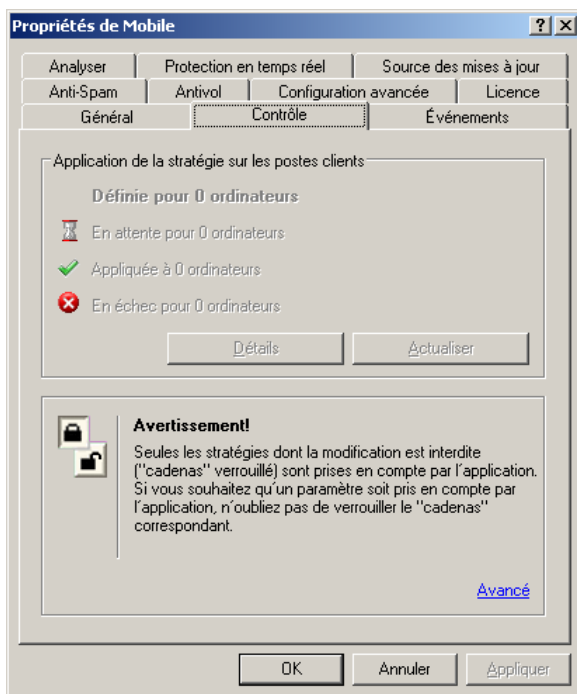 Propriétés de Mobile
Analyser
Protection en temps réel
Source des mises à jour
Anti-Spam
Antivol
Configuration avancée
Licence
Général
Contrôle
Événements
Application de la stratégie sur les postes clients
Définie pour 0 ordinateurs
En attente pour 0 ordinateurs
Appliquée à 0 ordinateurs
En échec pour 0 ordinateurs
Détails
Actualiser
Avertissement!
Seules les stratégies dont la modification est interdite
("cadenas" verrouillé) sont prises en compte par l´application.
Si vous souhaitez qu´un paramètre soit pris en compte par
l´application, n´oubliez pas de verrouiller le "cadenas"
correspondant.
Avancé
OK
Annuler
Appliquer